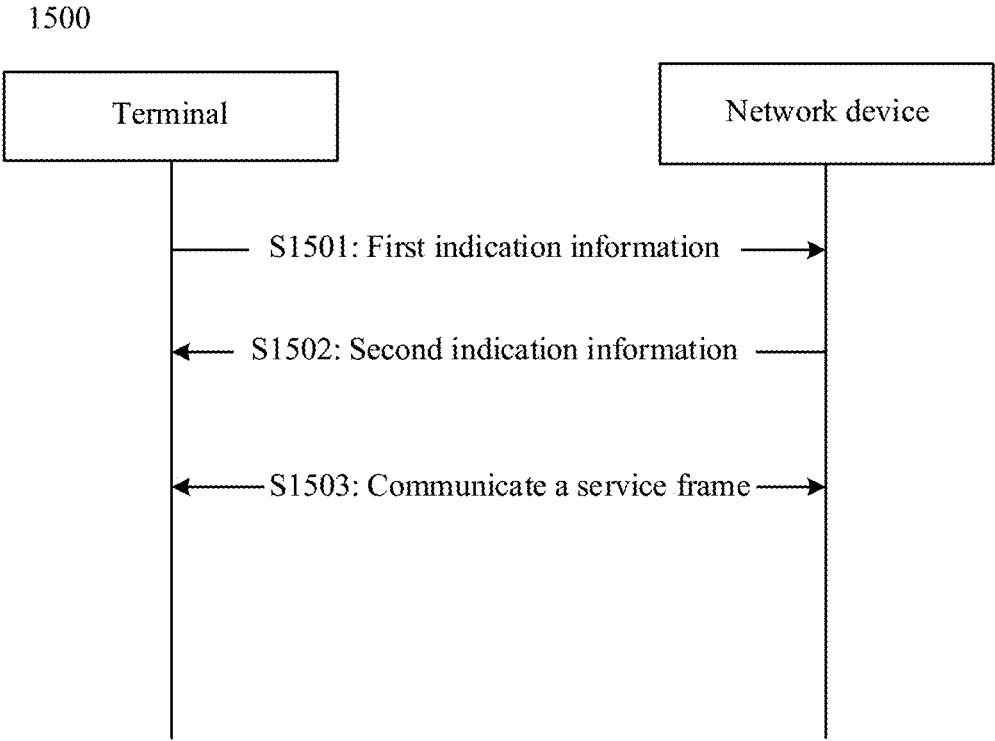 1500
Terminal
Network device
S1501: First indication information
S1502: Second indication information
S1503: Communicate a service frame